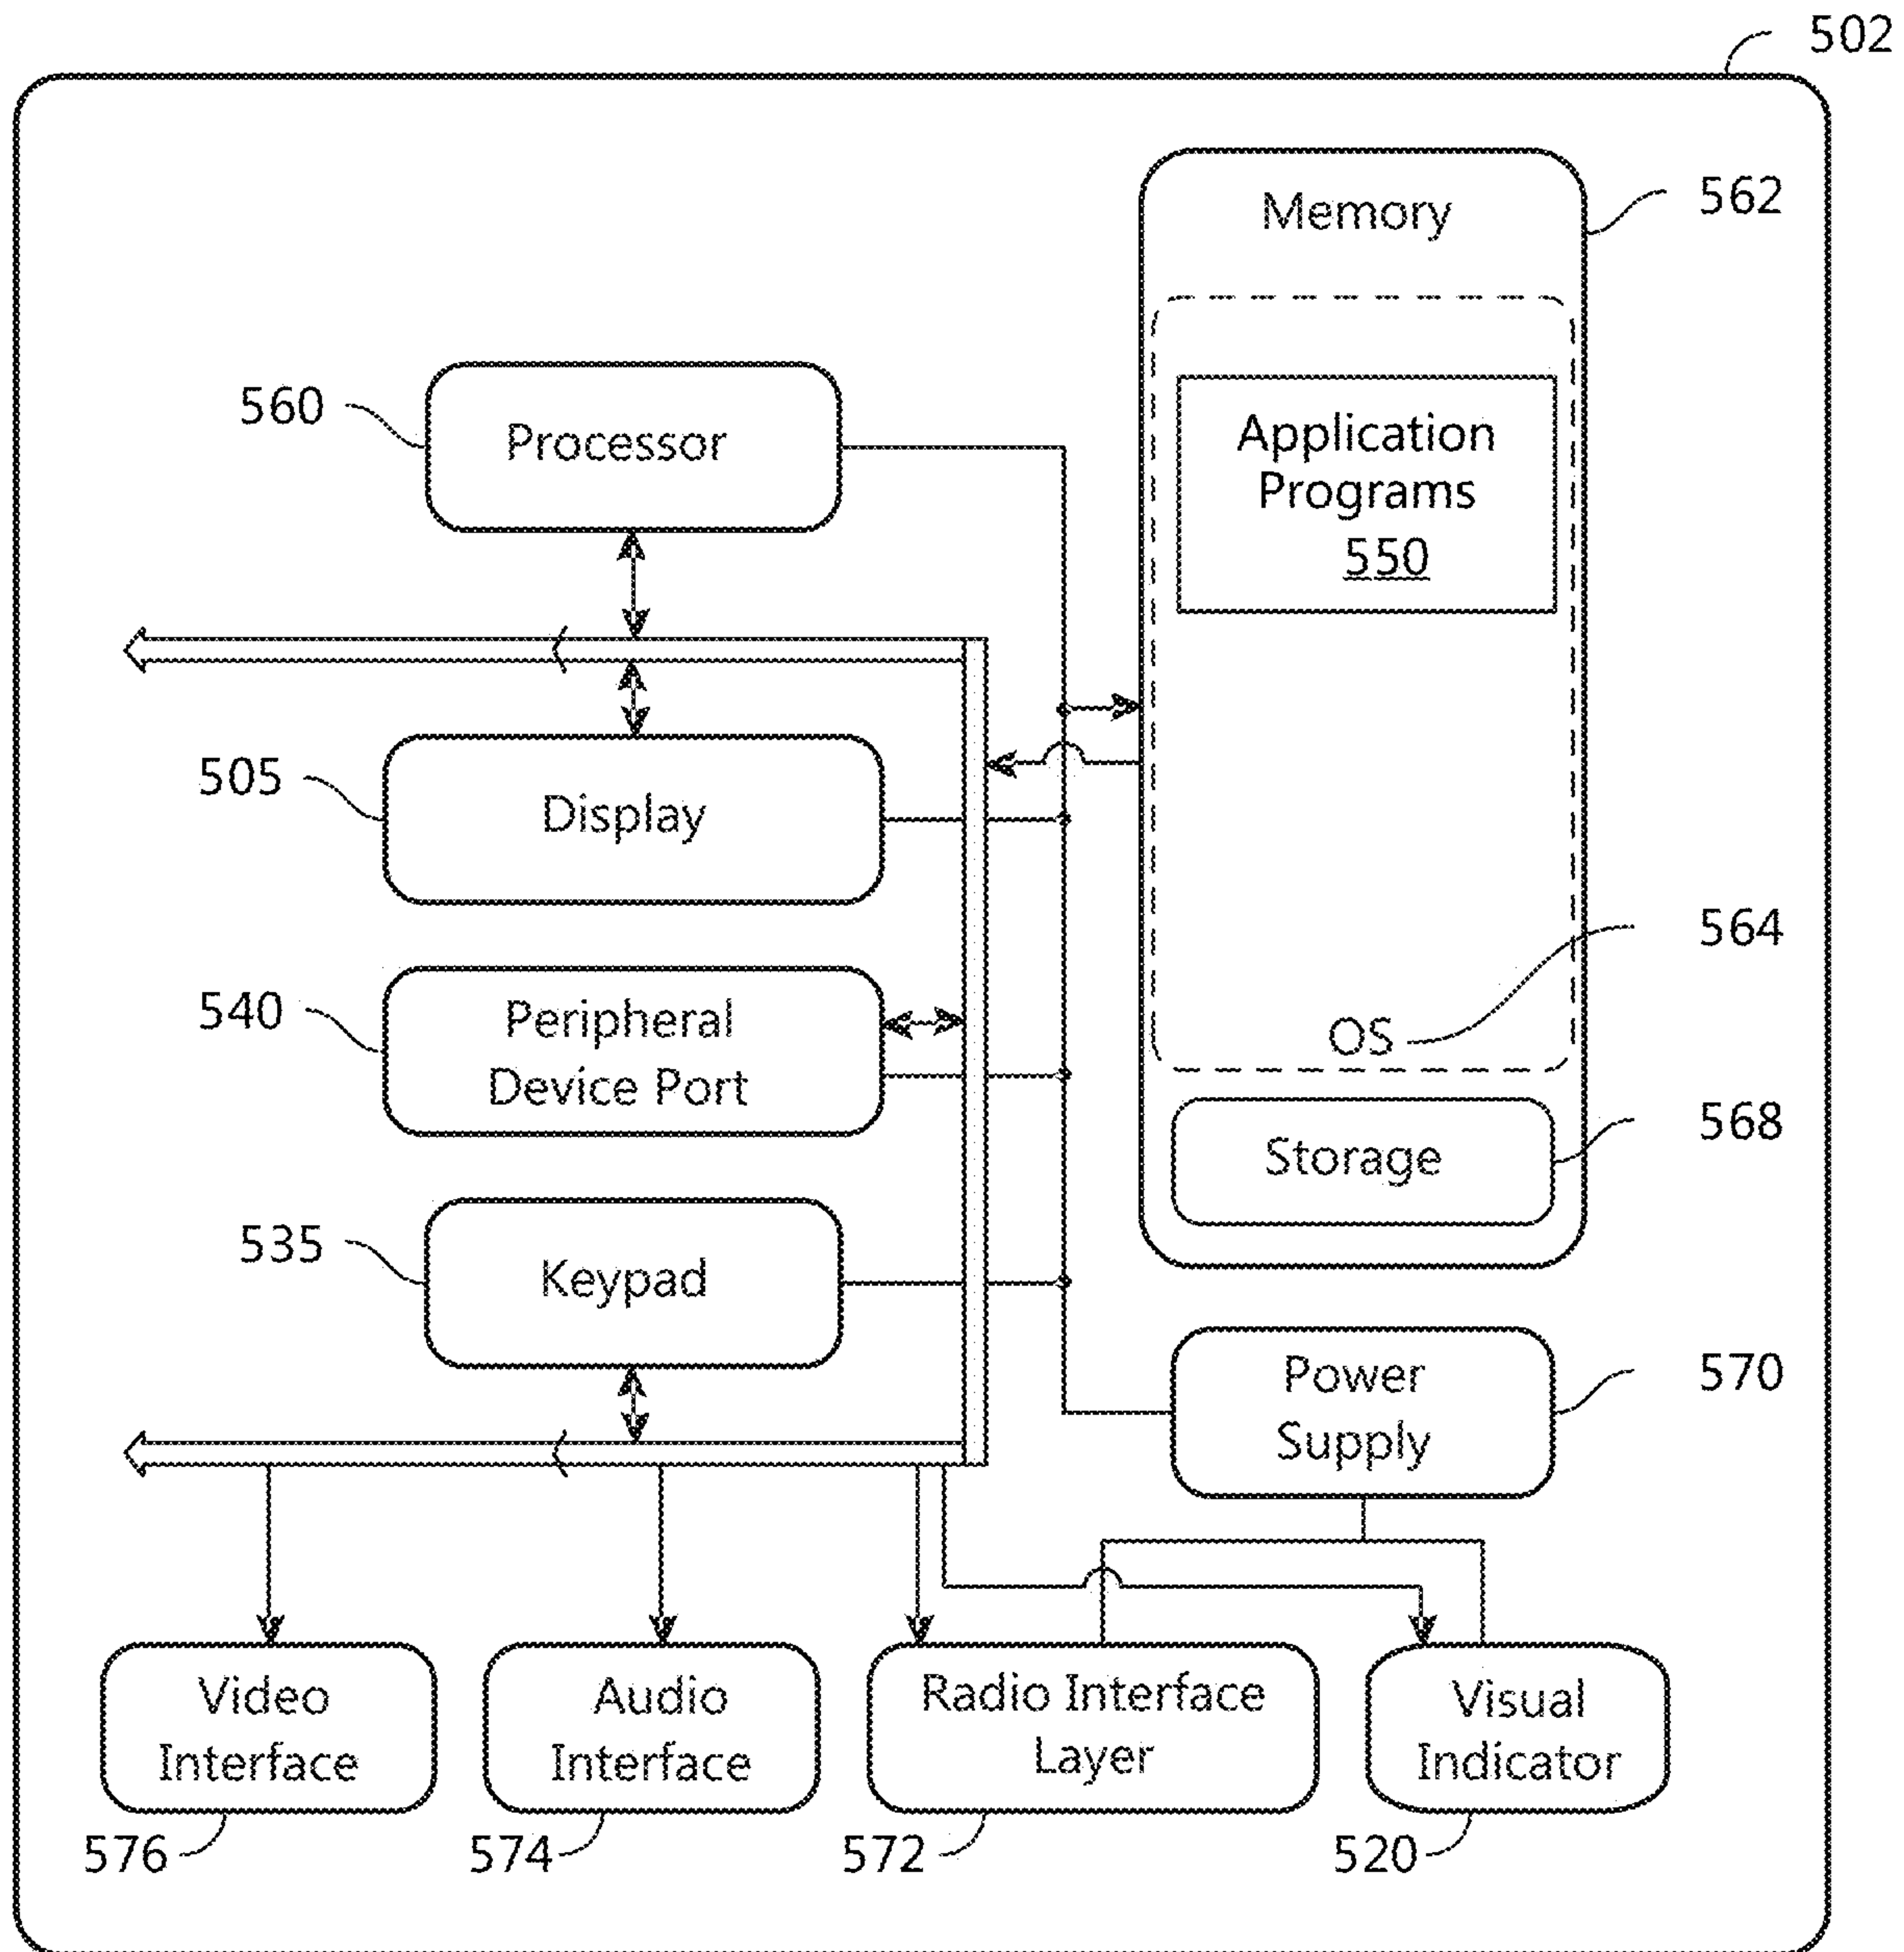 502
Memory
562
560
Processor
Application
Programs
550
505
Display
564
540
Peripheral
Device Port
OS
568
Storage
535
Keypad
Power
Supply
570
Video
Interface
Audio
Interface
Radio Interface
Layer
Visual
Indicator
576
574
572
520